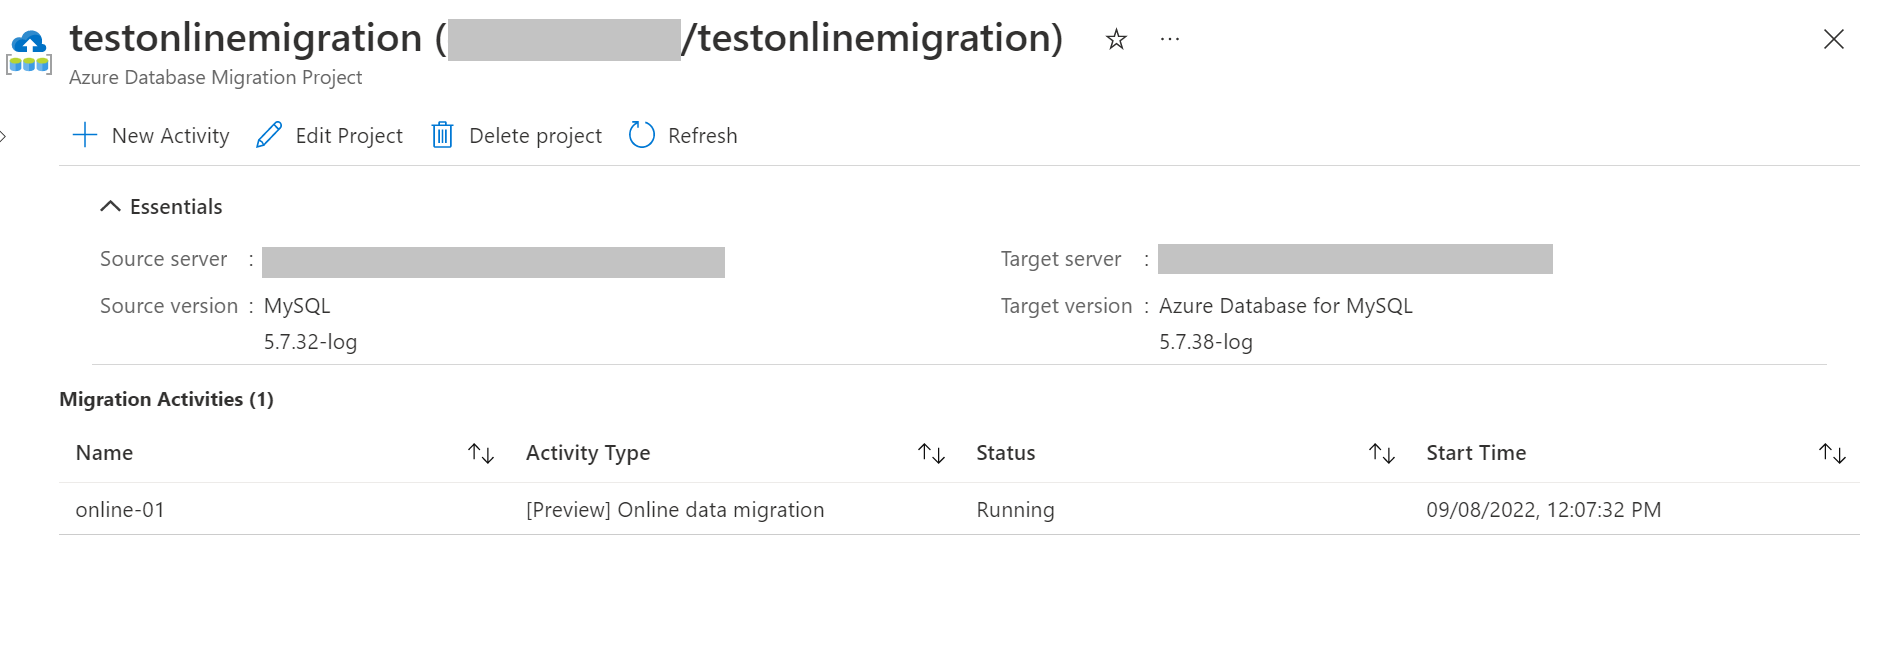 testonlinemigration ( /testonlinemigration) ...
Azure Database Migration Project
New Activity Edit Project Delete project Refresh
Essentials
Source server : Target server :
Source version : MySQL Target version : Azure Database for MySQL
5.7.32-log 5.7.38-log
Migration Activities (1)
Name Activity Type Status Start Time
online-01 [Preview] Online data migration Running 09/08/2022, 12:07:32 PM